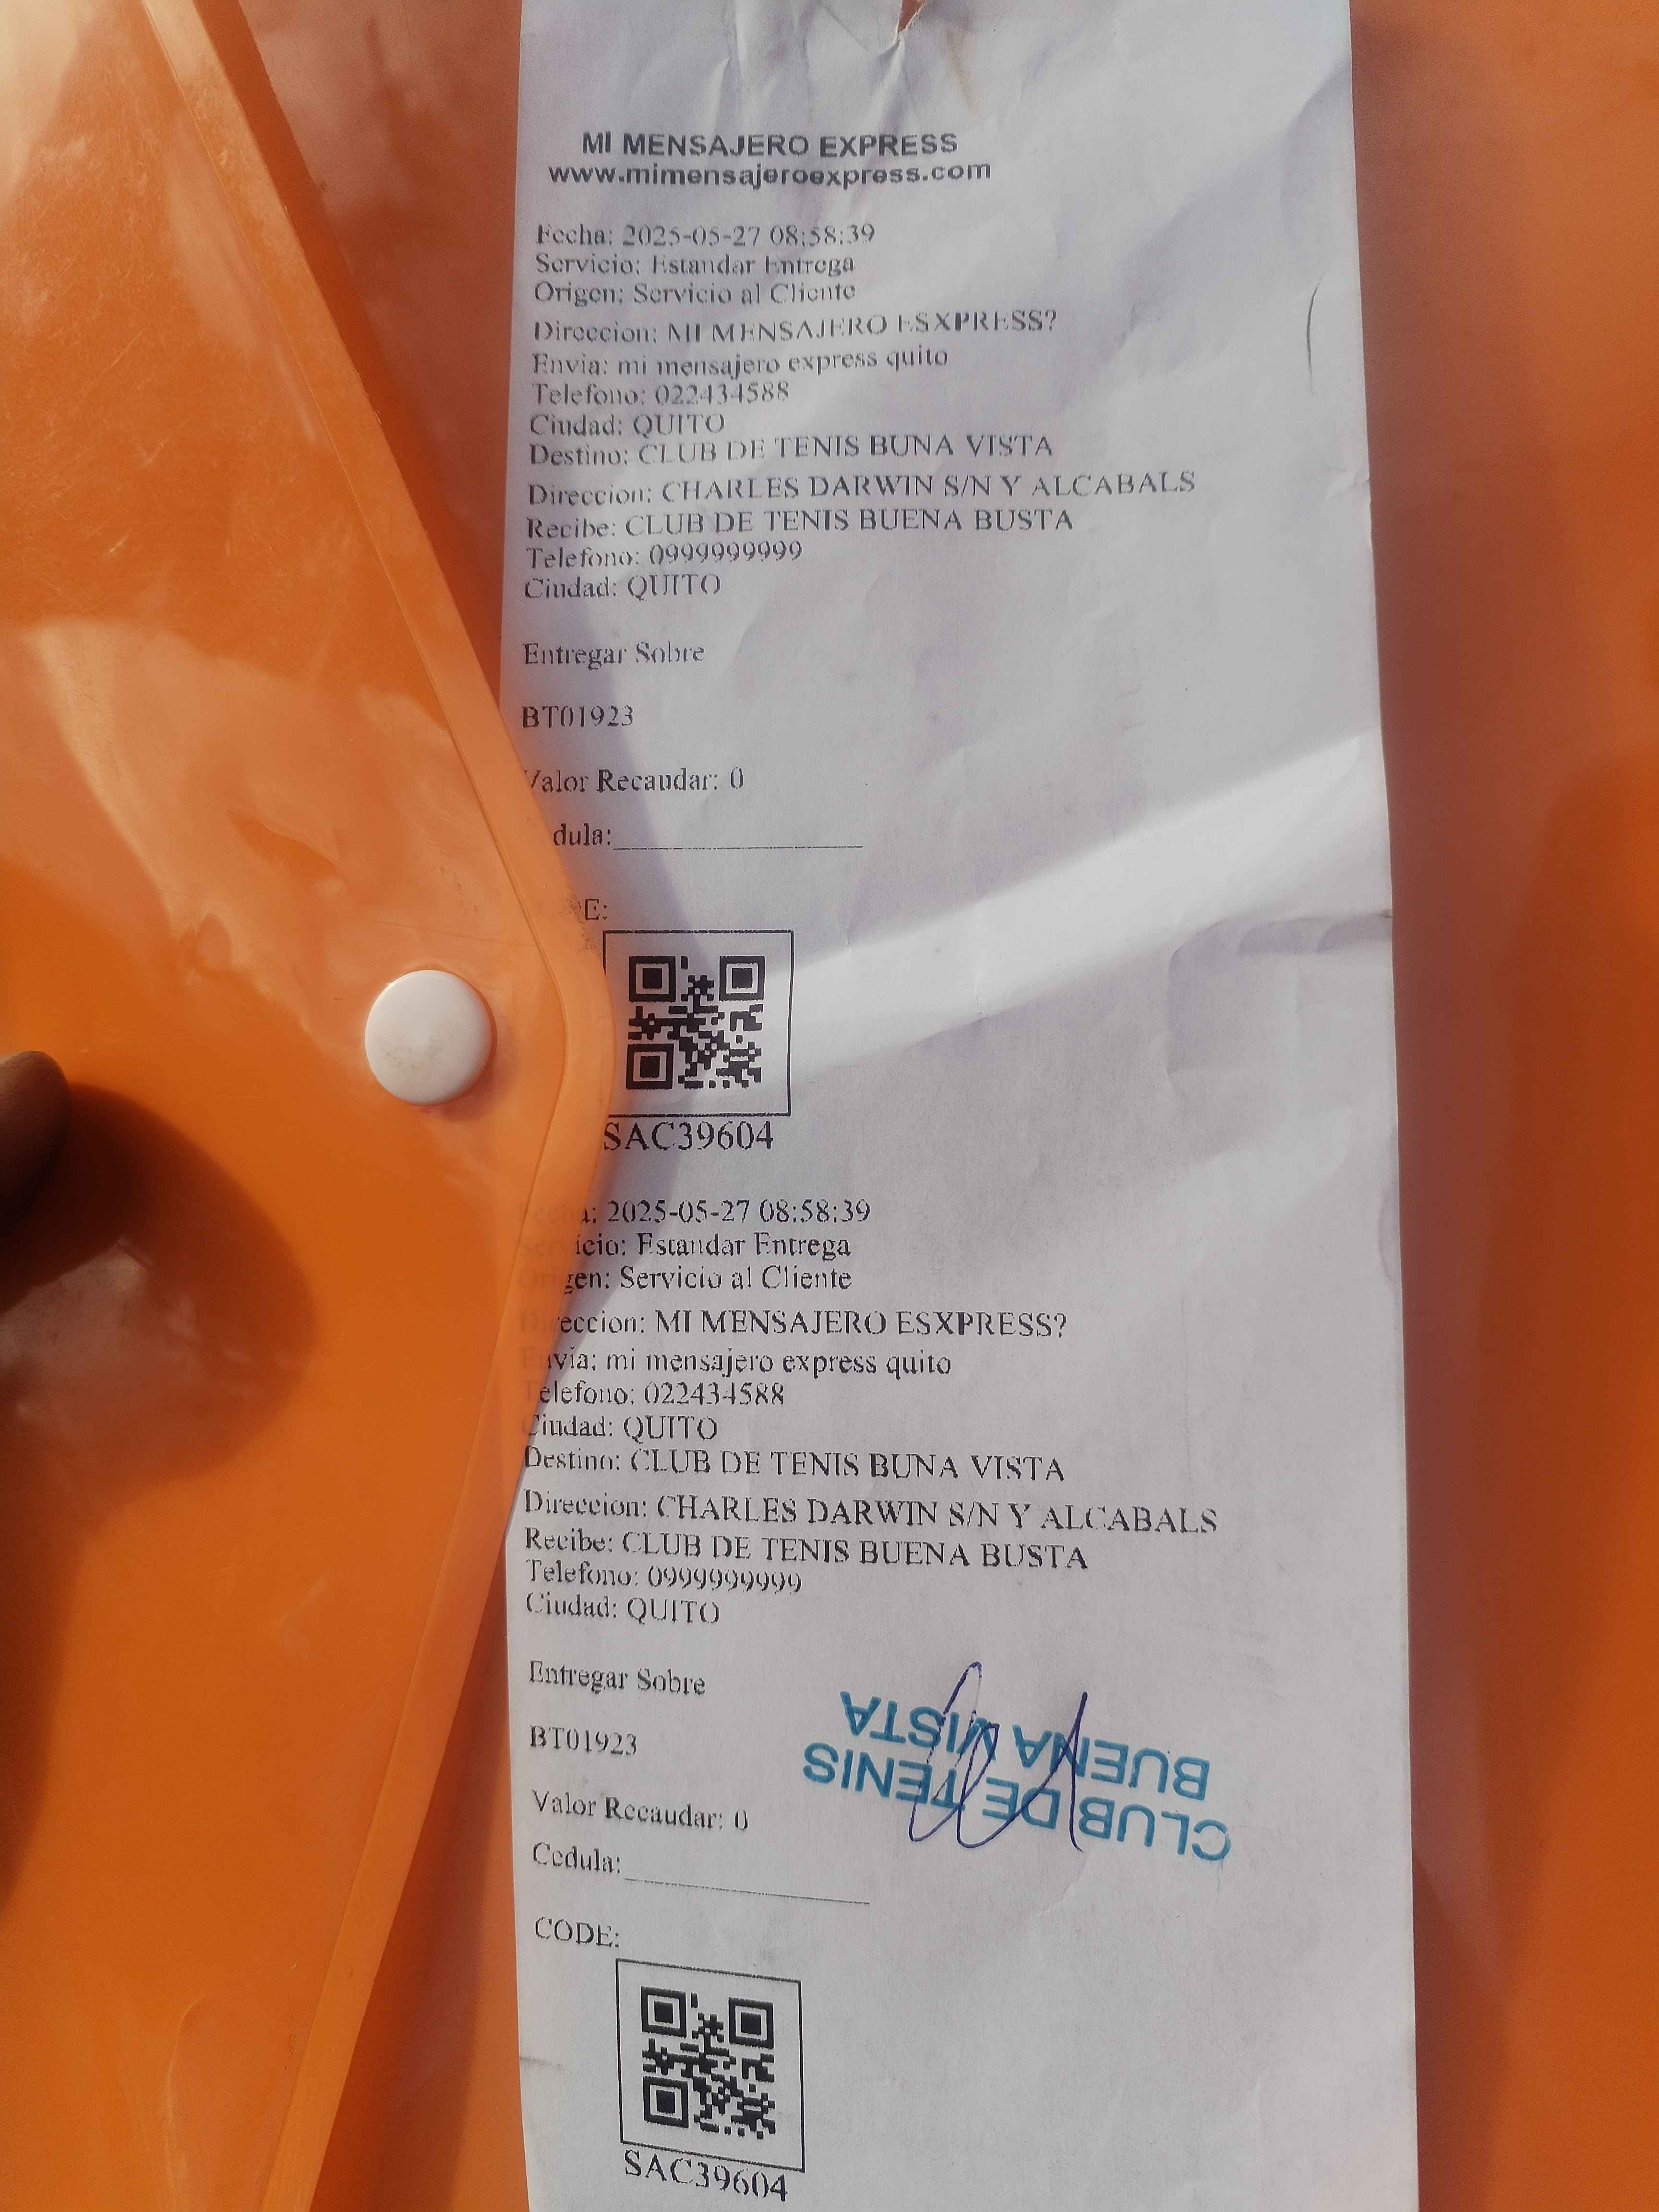 MI MENSAJERO EXPRESS
www.mimensajeroexpress.com
Fecha: 2025-05-27 08:58:39
Servicio: Estandar Entrega
Origen: Servicio al Cliente
Direccion: MI MENSAJERO ESXPRESS?
Envia: mi mensajero express quito
Telefono: 022434588
Ciudad: QUITO
Destino: CLUB DE TENIS BUNA VISTA
Direccion: CHARLES DARWIN S/N Y ALCABALS
Recibe: CLUB DE TENIS BUENA BUSTA
Telefono: 0999999999
Ciudad: QUITO
Entregar Sobre
BT01923
Valor Recaudar: 0
dula:
E:
SAC39604
a: 2025-05-27 08:58:39
icio: Estandar Entrega
Origen: Servicio al Cliente
Direccion: MI MENSAJERO ESXPRESS?
Envia: mi mensajero express quito
Telefono: 022434588
Ciudad: QUITO
Destino: CLUB DE TENIS BUNA VISTA
Direccion: CHARLES DARWIN S/N Y ALCABALS
Recibe: CLUB DE TENIS BUENA BUSTA
Telefono: 0999999999
Ciudad: QUITO
Entregar Sobre
BT01923
Valor Recaudar: 0
CLUB DE TENIS
BUENA VISTA
Cedula:
CODE:
SAC39604